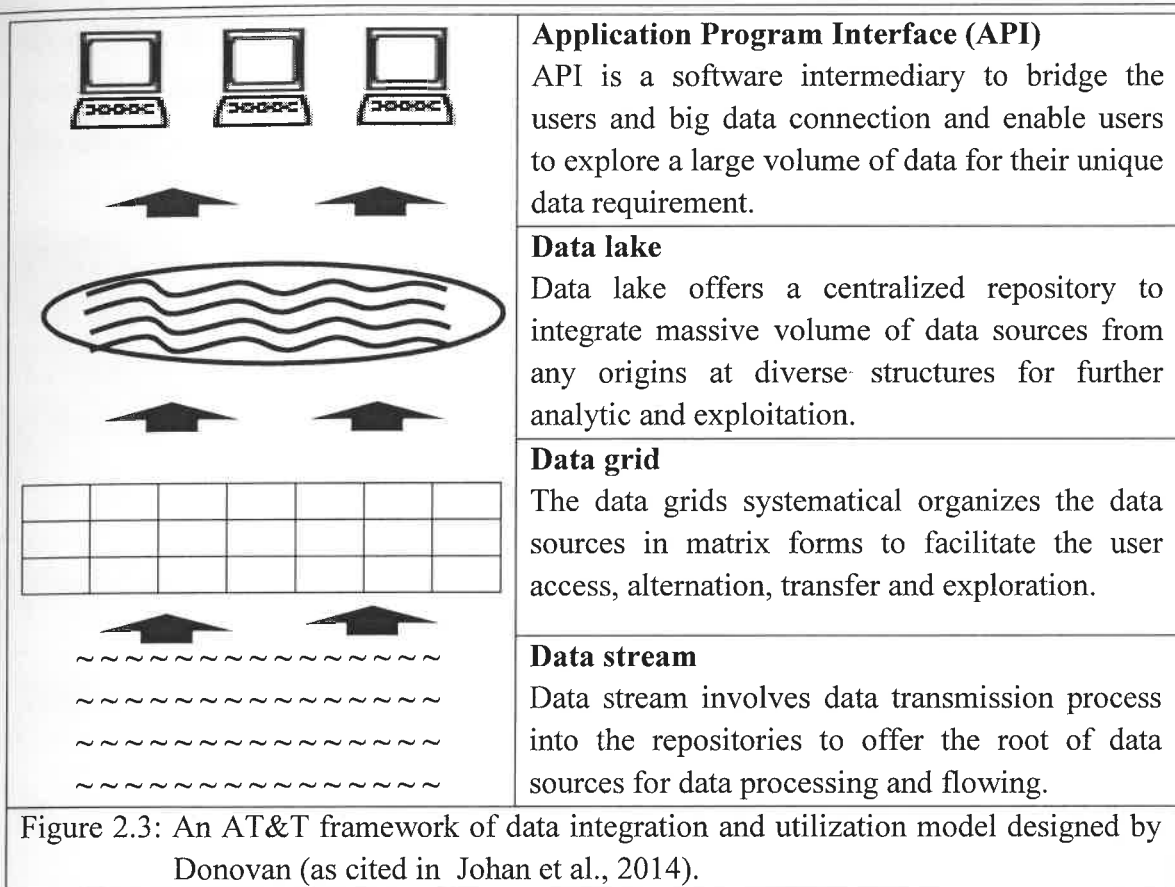 Application Program Interface (API)
API is a software intermediary to bridge the
users and big data connection and enable users
to explore a large volume of data for their unique
data requirement.
Data lake
Data lake offers a centralized repository to
integrate massive volume of data sources from
any origins at diverse structures for further
analytic and exploitation.
Data grid
The data grids systematical organizes the data
sources in matrix forms to facilitate the user
access, alternation, transfer and exploration.
Data stream
Data stream involves data transmission process
into the repositories to offer the root of data
sources for data processing and flowing.
~~~~~~~~~~~~~~~
~~~~~~~~~~~~~~~
~~~~~~~~~~~~~~~
~~~~~~~~~~~~~~~
Figure 2.3: An AT&T framework of data integration and utilization model designed by
Donovan (as cited in Johan et al., 2014).